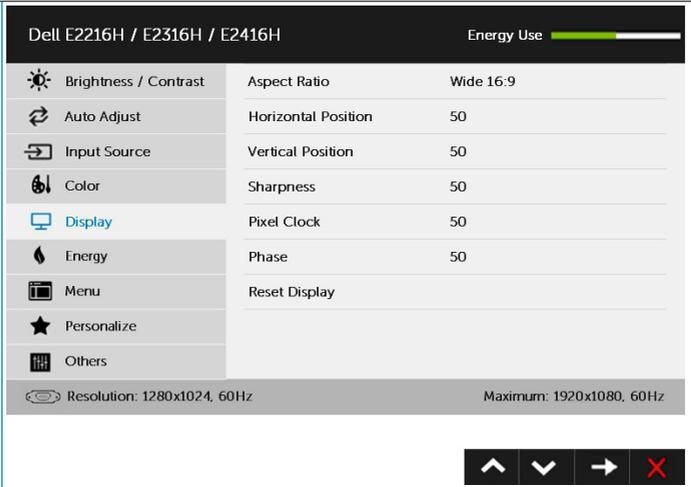 Dell E2216H / E2316H / E2416H
Energy Use
Brightness / Contrast
Aspect Ratio
Wide 16:9
Auto Adjust
Horizontal Position
50
Input Source
Vertical Position
50
Color
Sharpness
50
Display
Pixel Clock
50
Energy
Phase
50
Menu
Reset Display
Personalize
Others
Resolution: 1280x1024, 60Hz
Maximum: 1920x1080, 60Hz